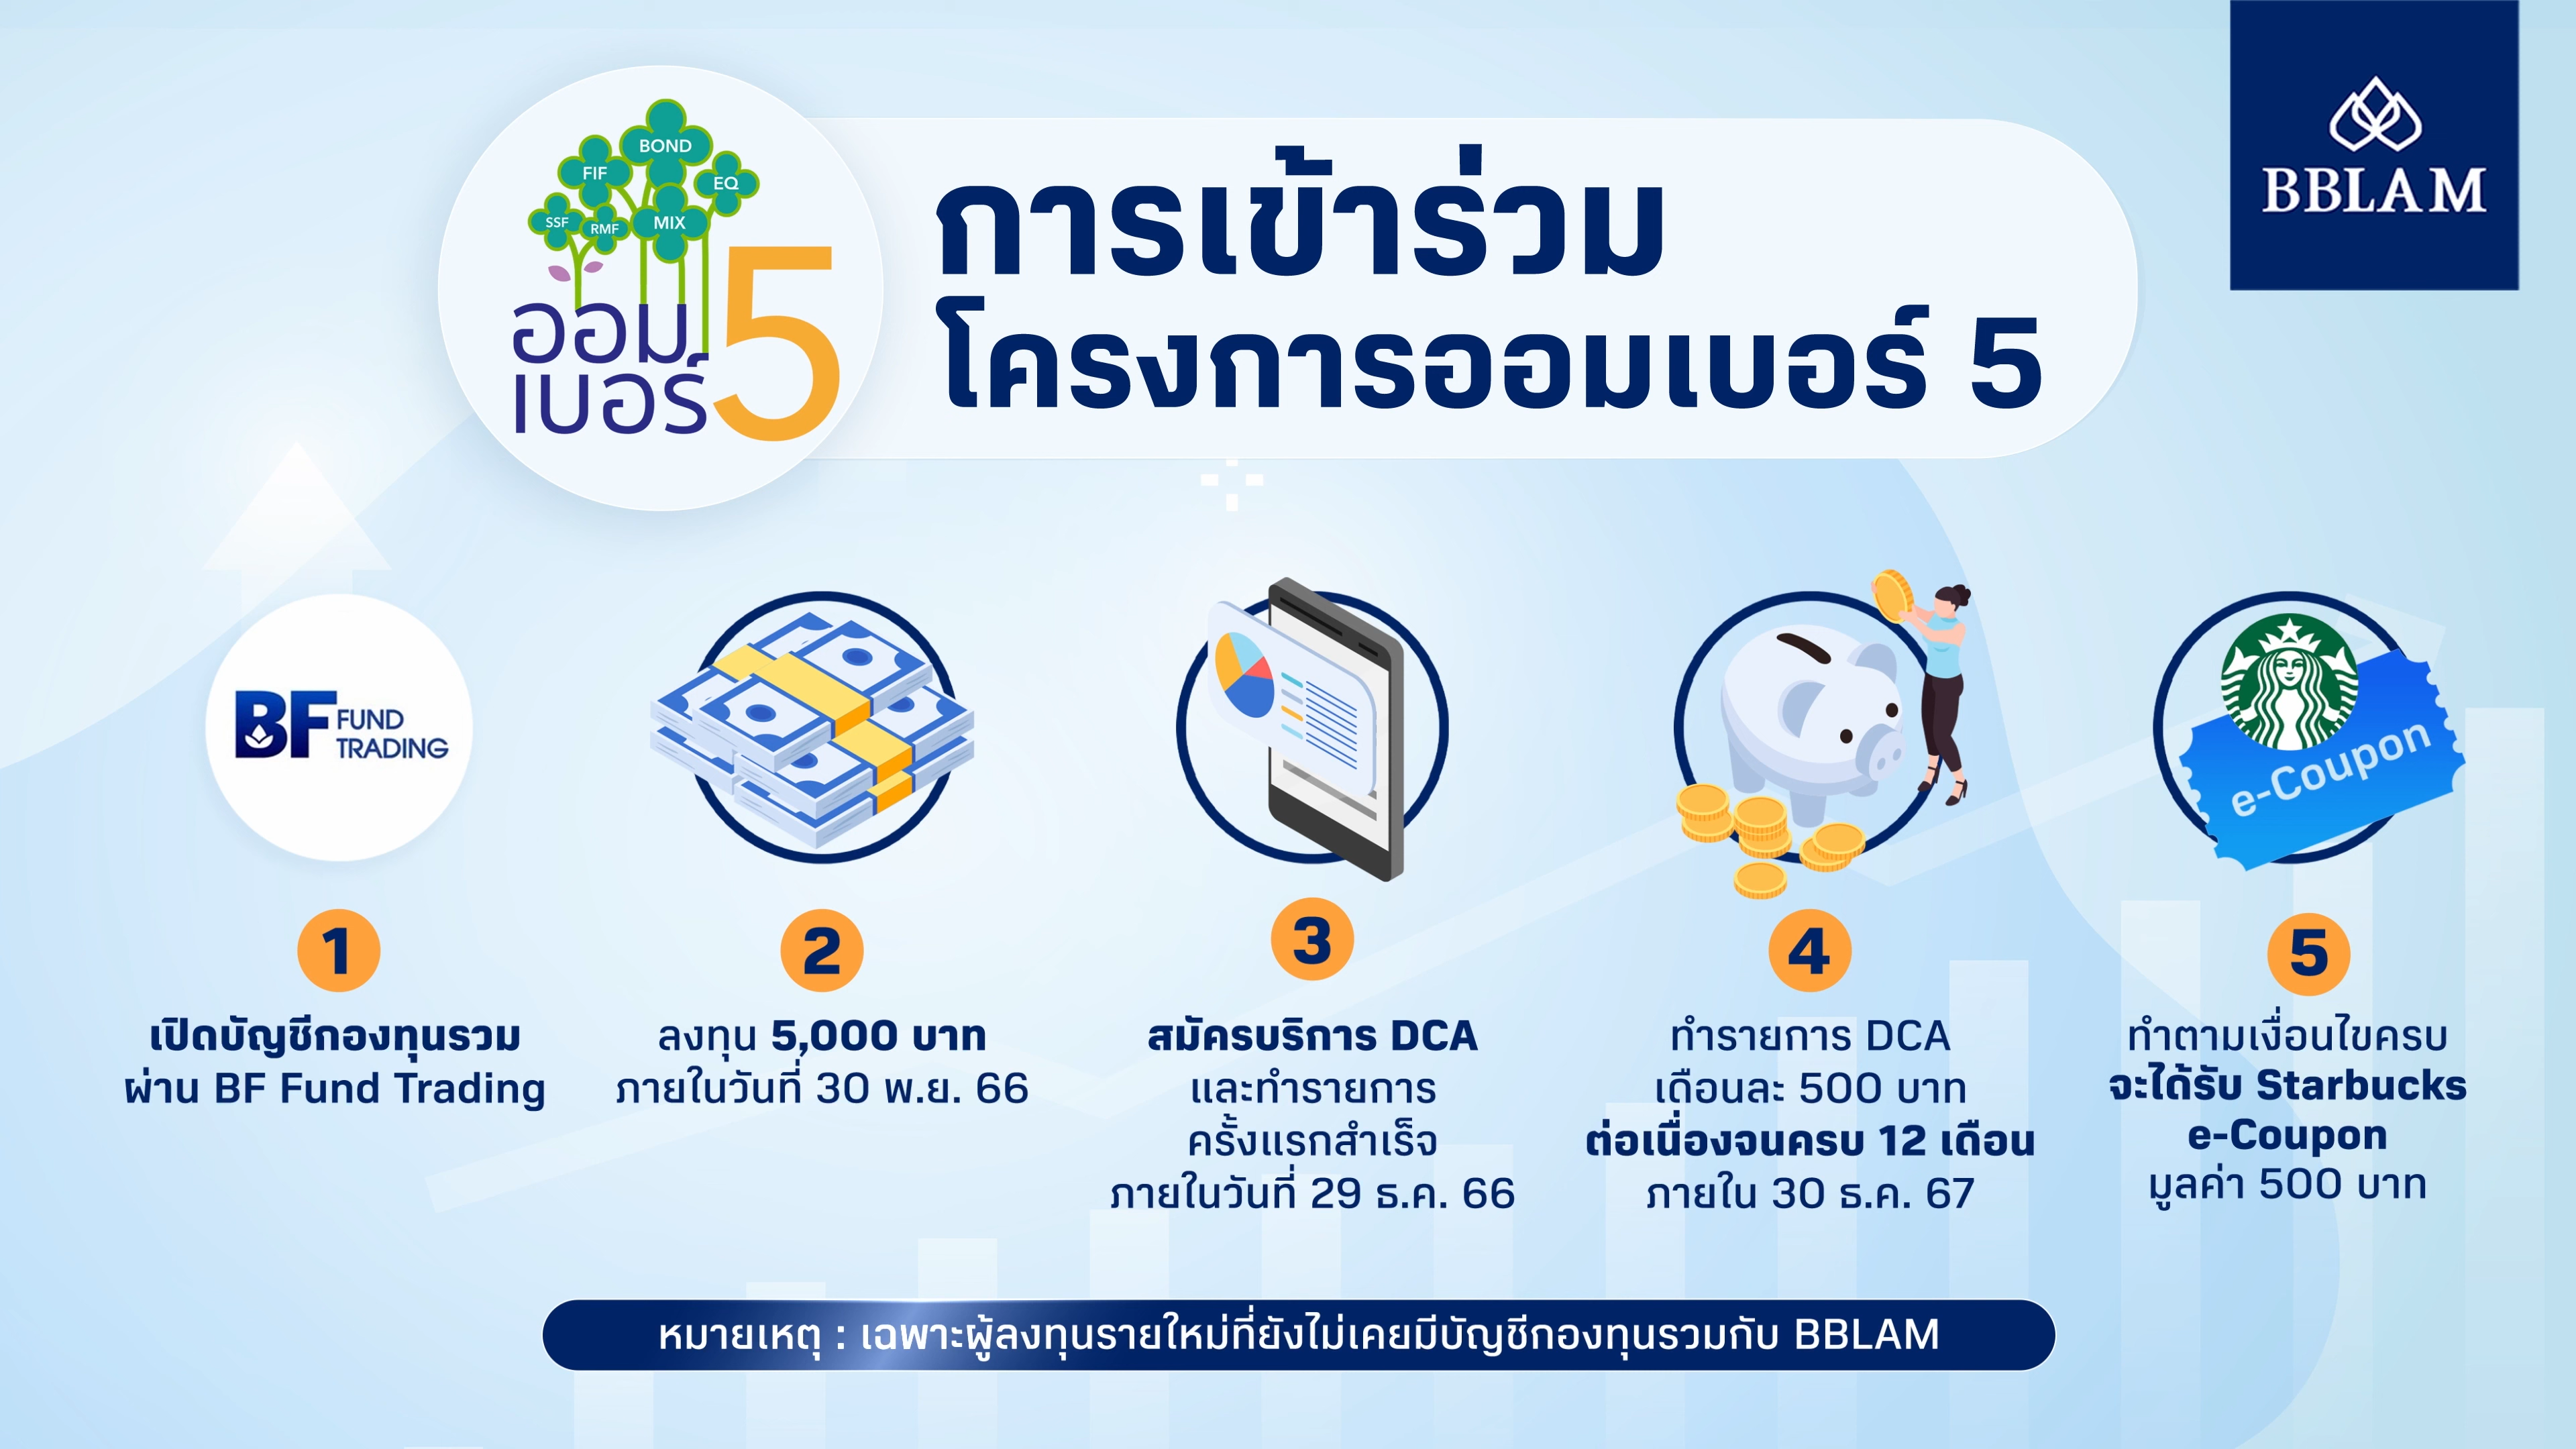 BBLAM
BOND
FIF
EQ
SSF
RMF
MIX
ออม
เบอร์
5
การเข้าร่วม
โครงการออมเบอร์ 5
BF FUND
TRADING
e-Coupon
1
เปิดบัญชีกองทุนรวม
ผ่าน BF Fund Trading
2
ลงทุน 5,000 บาท
ภายในวันที่ 30 พ.ย. 66
3
สมัครบริการ DCA
และทำรายการ
ครั้งแรกสำเร็จ
ภายในวันที่ 29 ธ.ค. 66
4
ทำรายการ DCA
เดือนละ 500 บาท
ต่อเนื่องจนครบ 12 เดือน
ภายใน 30 ธ.ค. 67
5
ทำตามเงื่อนไขครบ
จะได้รับ Starbucks
e-Coupon
มูลค่า 500 บาท
หมายเหตุ : เฉพาะผู้ลงทุนรายใหม่ที่ยังไม่เคยมีบัญชีกองทุนรวมกับ BBLAM